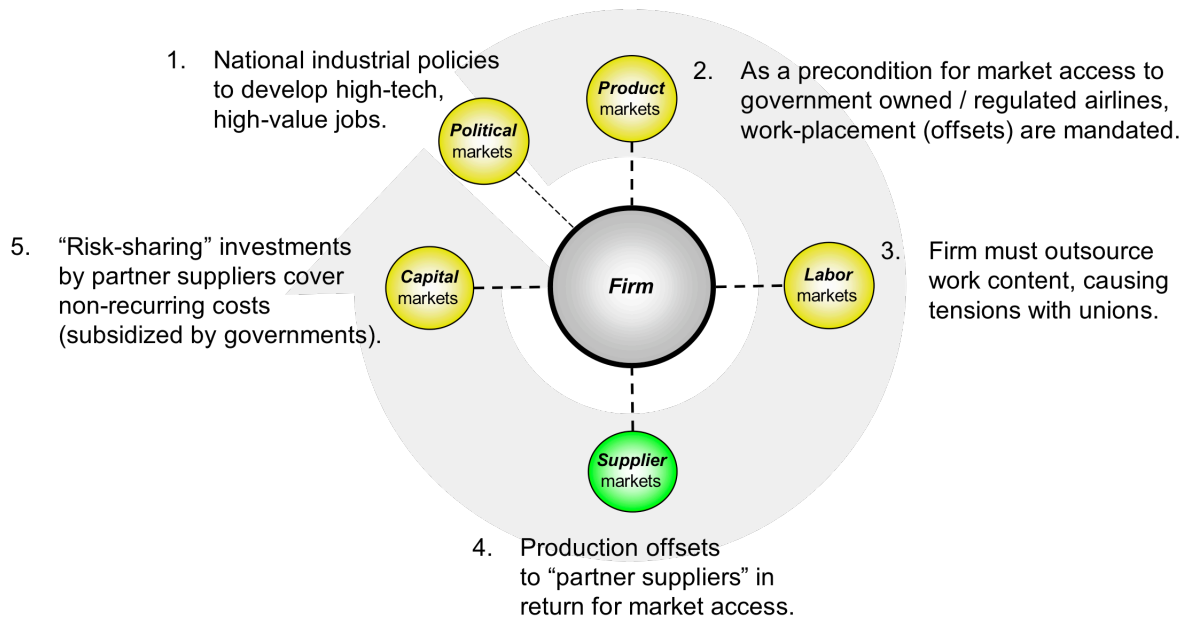 1. National industrial policies
to develop high-tech,
high-value jobs.
Political
markets
Product
markets
2. As a precondition for market access to
government owned / regulated airlines,
work-placement (offsets) are mandated.
5. “Risk-sharing” investments
by partner suppliers cover
non-recurring costs
(subsidized by governments).
Capital
markets
Firm
Labor
markets
3. Firm must outsource
work content, causing
tensions with unions.
Supplier
markets
4. Production offsets
to “partner suppliers” in
return for market access.